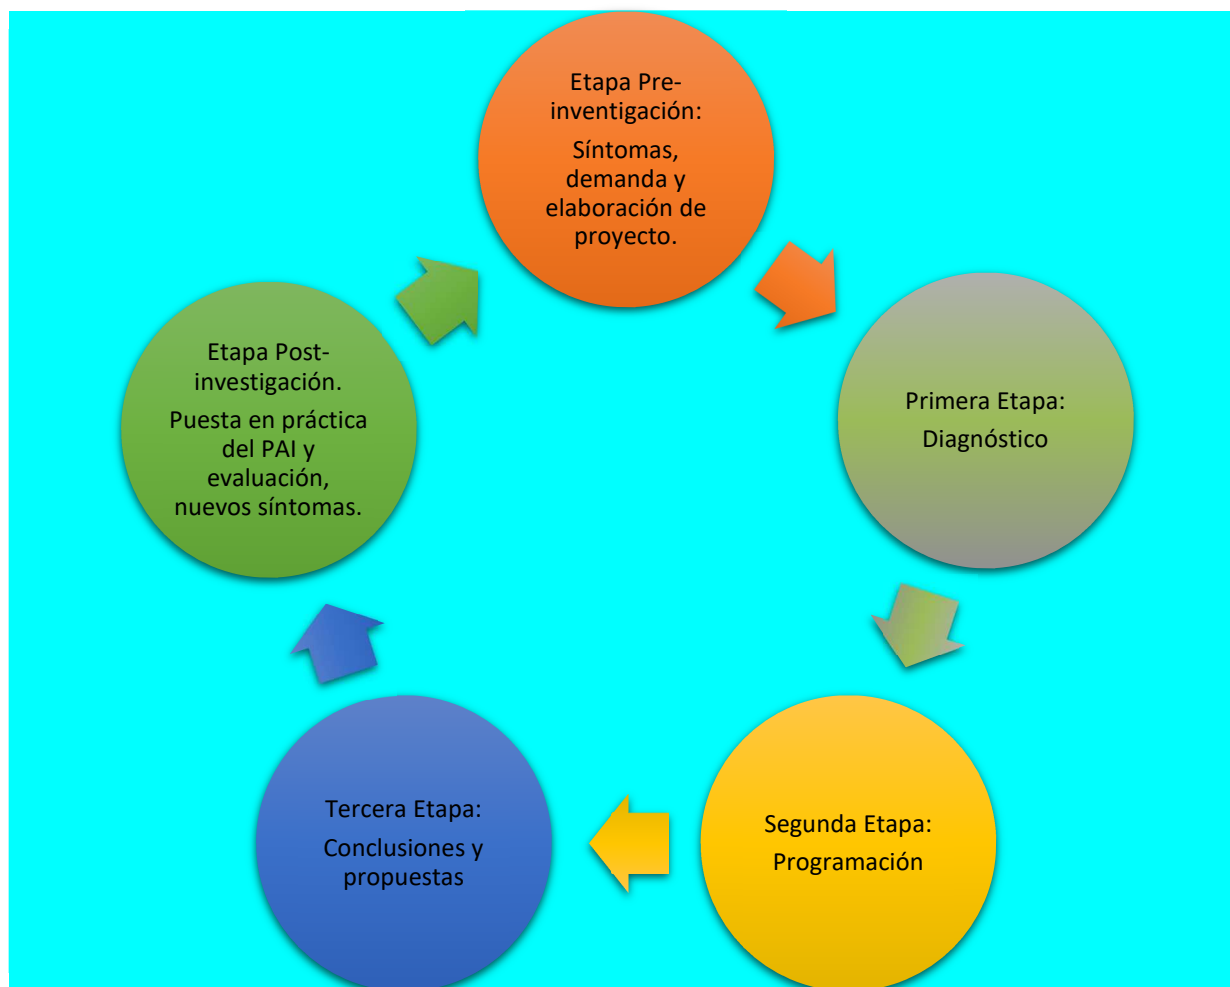 Etapa Pre-
inventigación:
Síntomas,
demanda y
elaboración de
proyecto.
Primera Etapa:
Diagnóstico
Segunda Etapa:
Programación
Tercera Etapa:
Conclusiones y
propuestas
Etapa Post-
investigación.
Puesta en práctica
del PAI y
evaluación,
nuevos síntomas.